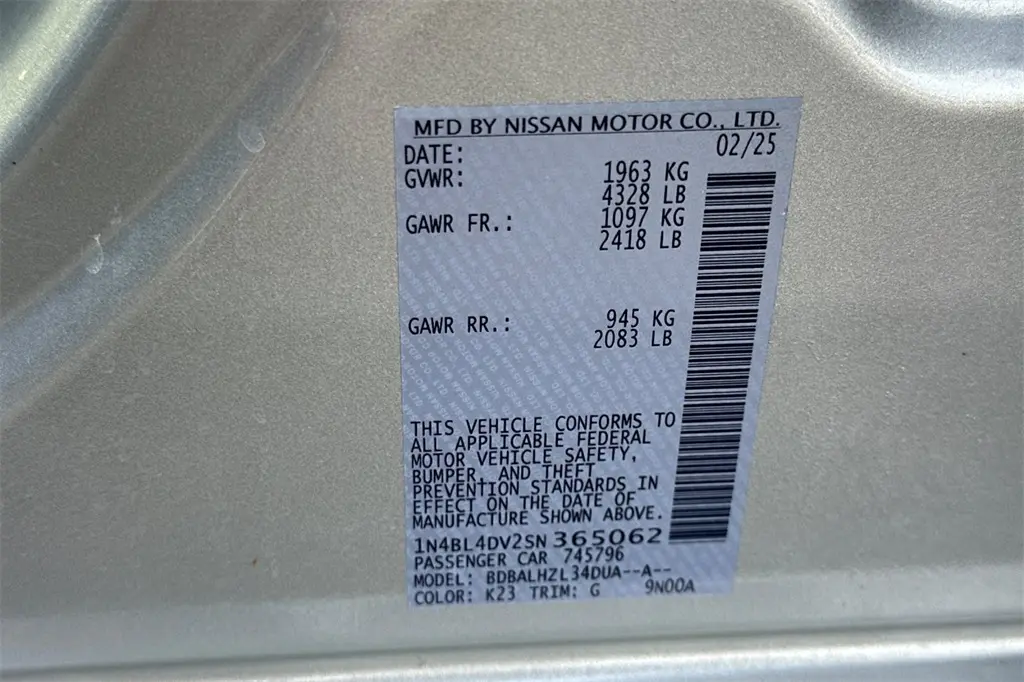 MFD BY NISSAN MOTOR CO., LTD.
DATE: 02/25
GVWR: 1963 KG
4328 LB
GAWR FR.: 1097 KG
2418 LB
GAWR RR.: 945 KG
2083 LB
THIS VEHICLE CONFORMS TO
ALL APPLICABLE FEDERAL
MOTOR VEHICLE SAFETY,
BUMPER, AND THEFT
PREVENTION STANDARDS IN
EFFECT ON THE DATE OF
MANUFACTURE SHOWN ABOVE.
1N4BL4DV2SN365062
PASSENGER CAR 745796
MODEL: BDBALHZL34DUA--A--
COLOR: K23 TRIM: G 9N00A